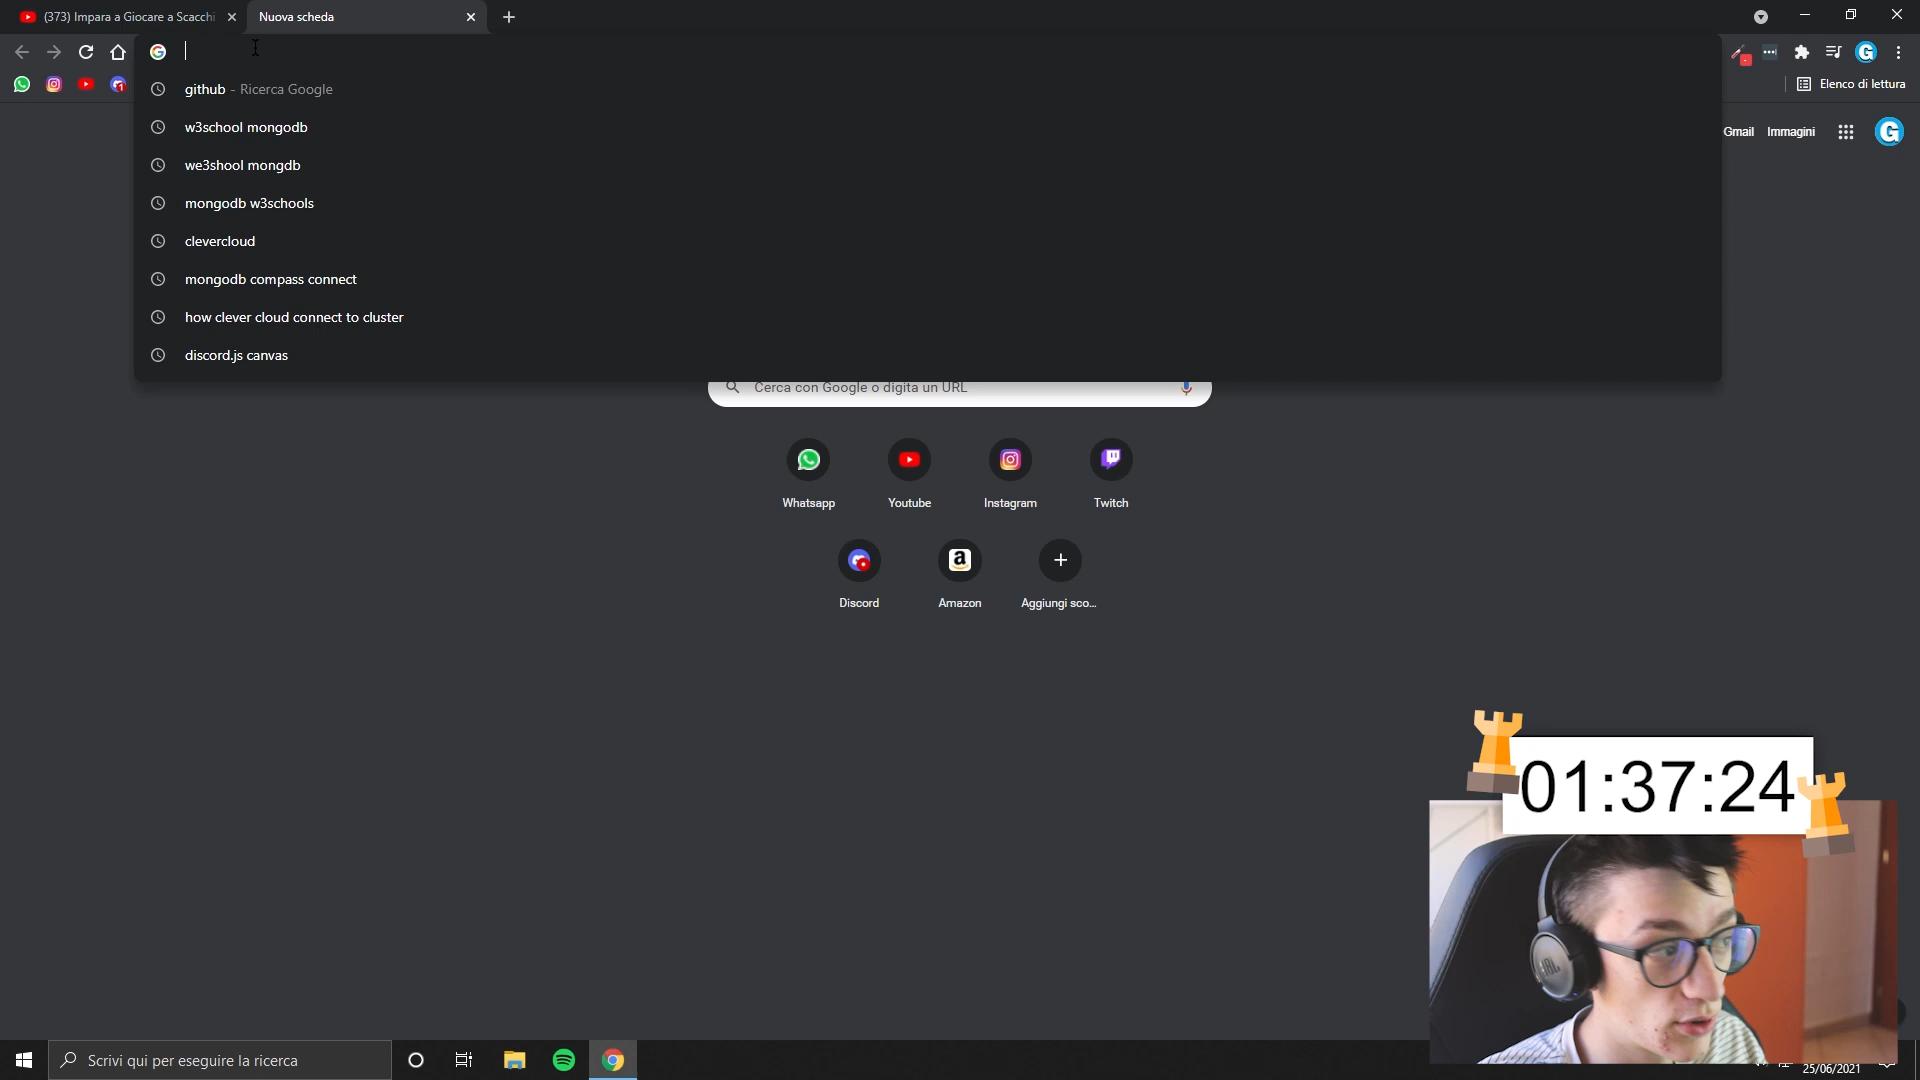 (373) Impara a Giocare a Scacchi
Nuova scheda
github - Ricerca Google
w3school mongodb
we3shool mongdb
mongodb w3schools
clevercloud
mongodb compass connect
how clever cloud connect to cluster
discord.js canvas
Elenco di lettura
Gmail Immagini
Cerca con Google o digita un URL
Whatsapp
Youtube
Instagram
Twitch
Discord
Amazon
Aggiungi sco...
01:37:24
JBL
Scrivi qui per eseguire la ricerca
25/06/2021